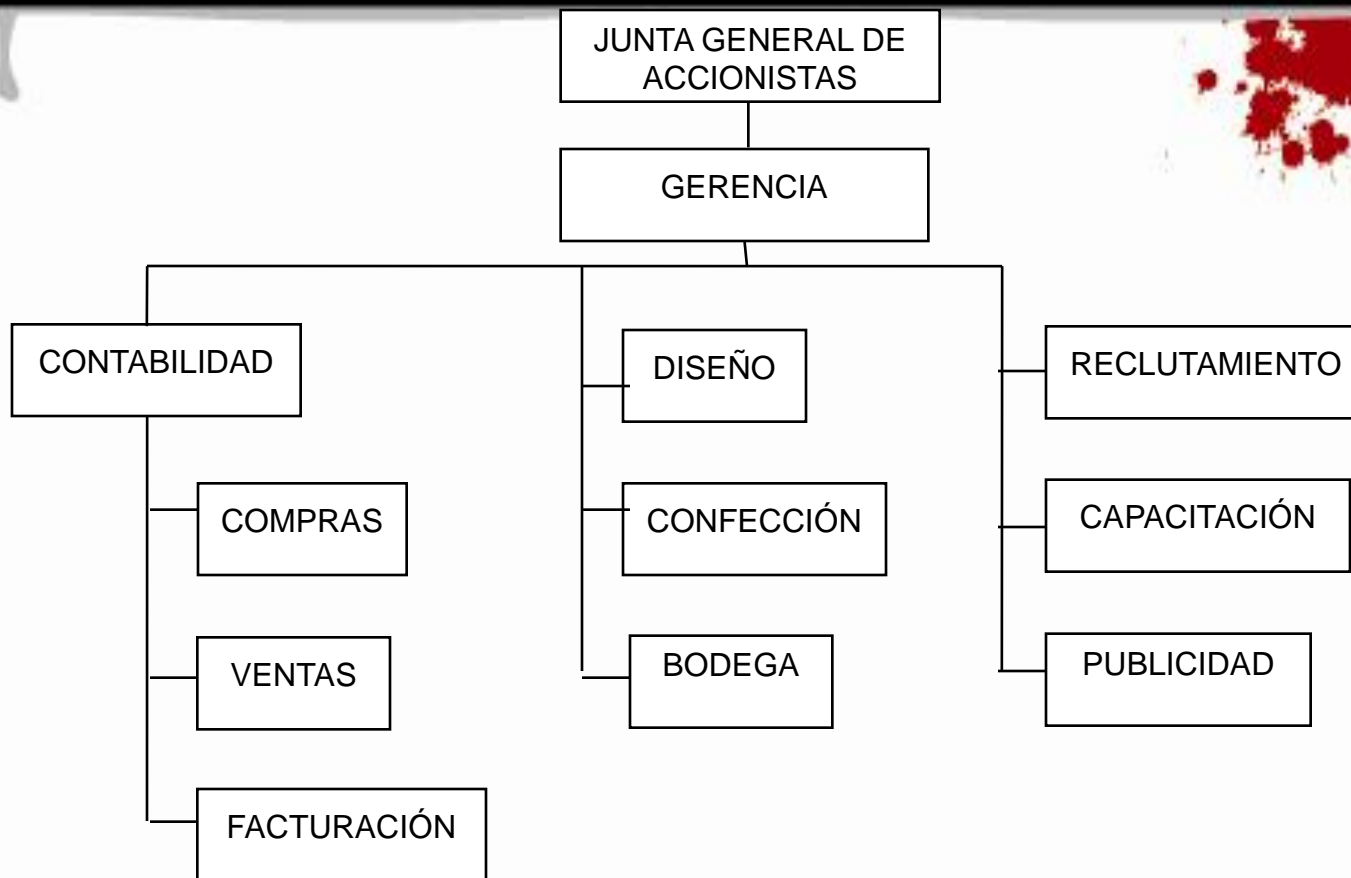 JUNTA GENERAL DE
ACCIONISTAS
GERENCIA
CONTABILIDAD
DISEÑO
RECLUTAMIENTO
COMPRAS
CONFECCIÓN
CAPACITACIÓN
VENTAS
BODEGA
PUBLICIDAD
FACTURACIÓN